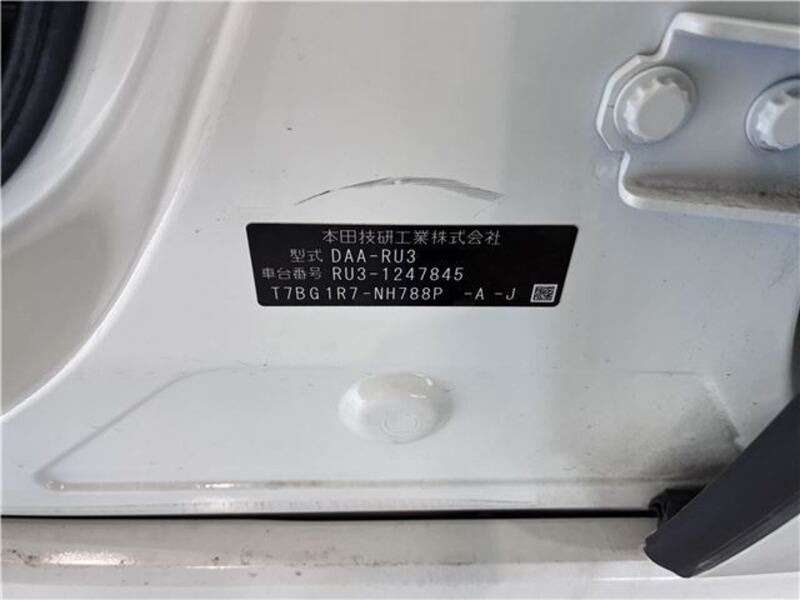 本田技研工業株式会社
型式 DAA-RU3
車台番号 RU3-1247845
T7BG1R7-NH788P -A-J